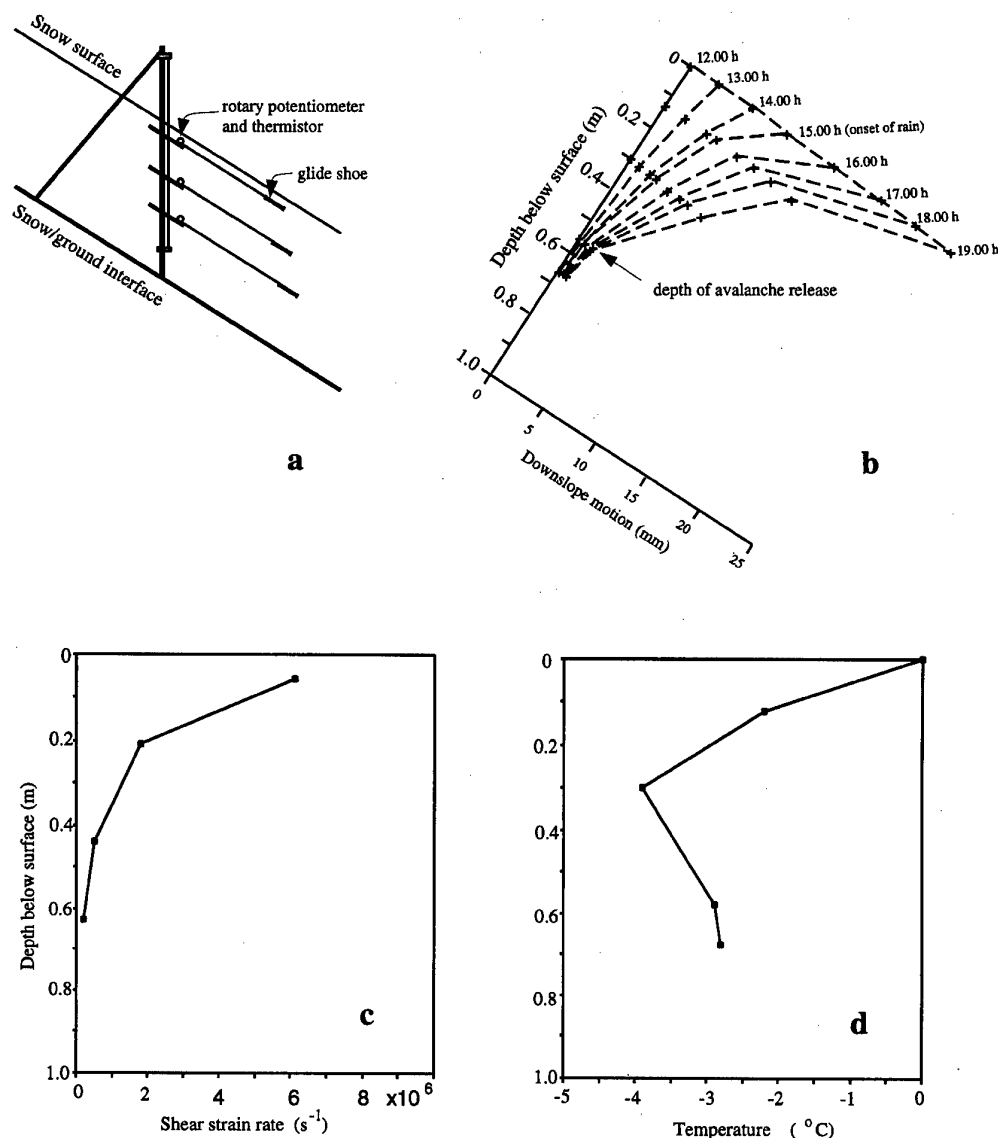 Snow surface
rotary potentiometer
and thermistor
glide shoe
Snow/ground interface
a
0
0.2
0.4
0.6
0.8
1.0
Depth below surface (m)
12.00 h
13.00 h
14.00 h
15.00 h (onset of rain)
16.00 h
17.00 h
18.00 h
19.00 h
depth of avalanche release
0
5
10
15
20
25
Downslope motion (mm)
b
0
0.2
0.4
0.6
0.8
1.0
Depth below surface (m)
c
0 2 4 6 8 x10⁶
Shear strain rate (s⁻¹)
0
0.2
0.4
0.6
0.8
1.0
d
-5 -4 -3 -2 -1 0
Temperature (°C)